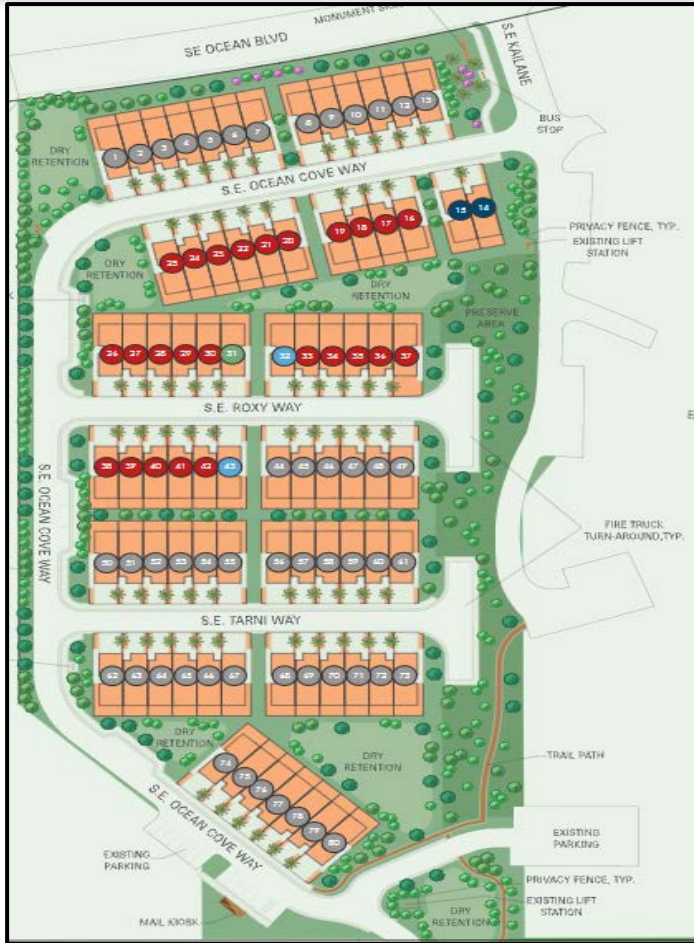 MONUMENT SIGN
SE OCEAN BLVD
S.E KAILANE
BUS
STOP
DRY
RETENTION
1 2 3 4 5 6 7
8 9 10 11 12 13
S.E. OCEAN COVE WAY
15 14
19 18 17 16
25 24 23 22 21 20
PRIVACY FENCE, TYP.
EXISTING LIFT
STATION
DRY
RETENTION
DRY
RETENTION
PRESERVE
AREA
26 27 28 29 30 31
32 33 34 35 36 37
S.E. ROXY WAY
38 39 40 41 42 43
44 45 46 47 48 49
S.E. OCEAN COVE WAY
FIRE TRUCK
TURN-AROUND, TYP.
50 51 52 53 54 55
56 57 58 59 60 61
S.E. TARNI WAY
62 63 64 65 66 67
68 69 70 71 72 73
DRY
RETENTION
74 75 76 77 78 79 80
DRY
RETENTION
TRAIL PATH
S.E. OCEAN COVE WAY
EXISTING
PARKING
EXISTING
PARKING
PRIVACY FENCE, TYP.
EXISTING LIFT
STATION
MAIL KIOSK
DRY
RETENTION